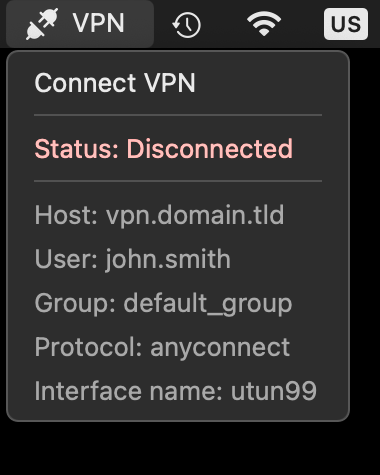 VPN
US
Connect VPN
Status: Disconnected
Host: vpn.domain.tld
User: john.smith
Group: default_group
Protocol: anyconnect
Interface name: utun99